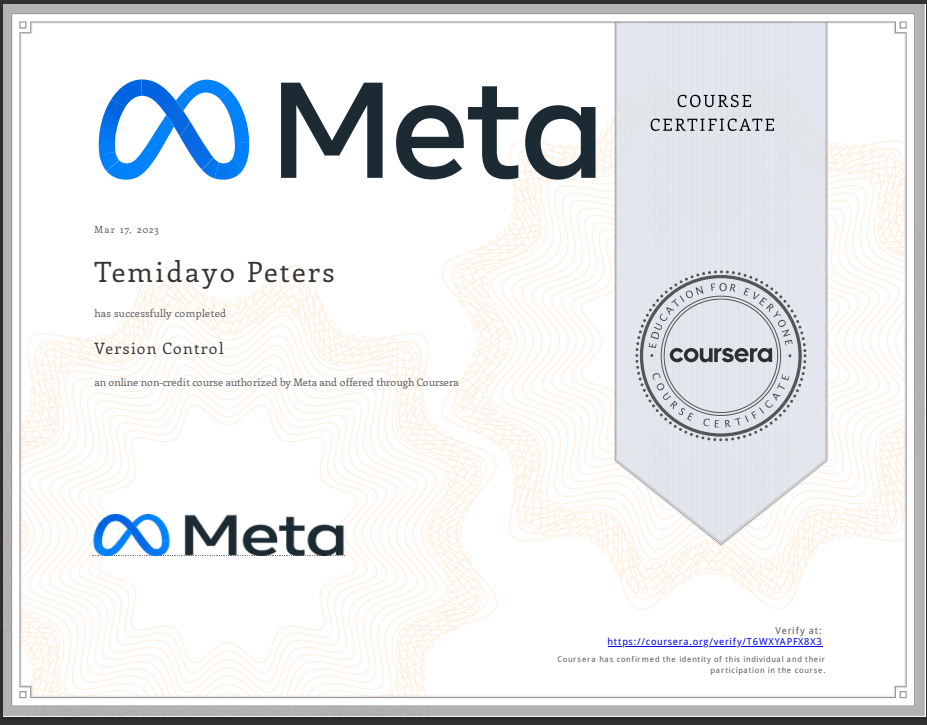 Meta
COURSE
CERTIFICATE
Mar 17, 2023
Temidayo Peters
has successfully completed
Version Control
an online non-credit course authorized by Meta and offered through Coursera
EDUCATION FOR EVERYONE
coursera
COURSE CERTIFICATE
Meta
Verify at:
https://coursera.org/verify/T6WXYAPFX8X3
Coursera has confirmed the identity of this individual and their
participation in the course.